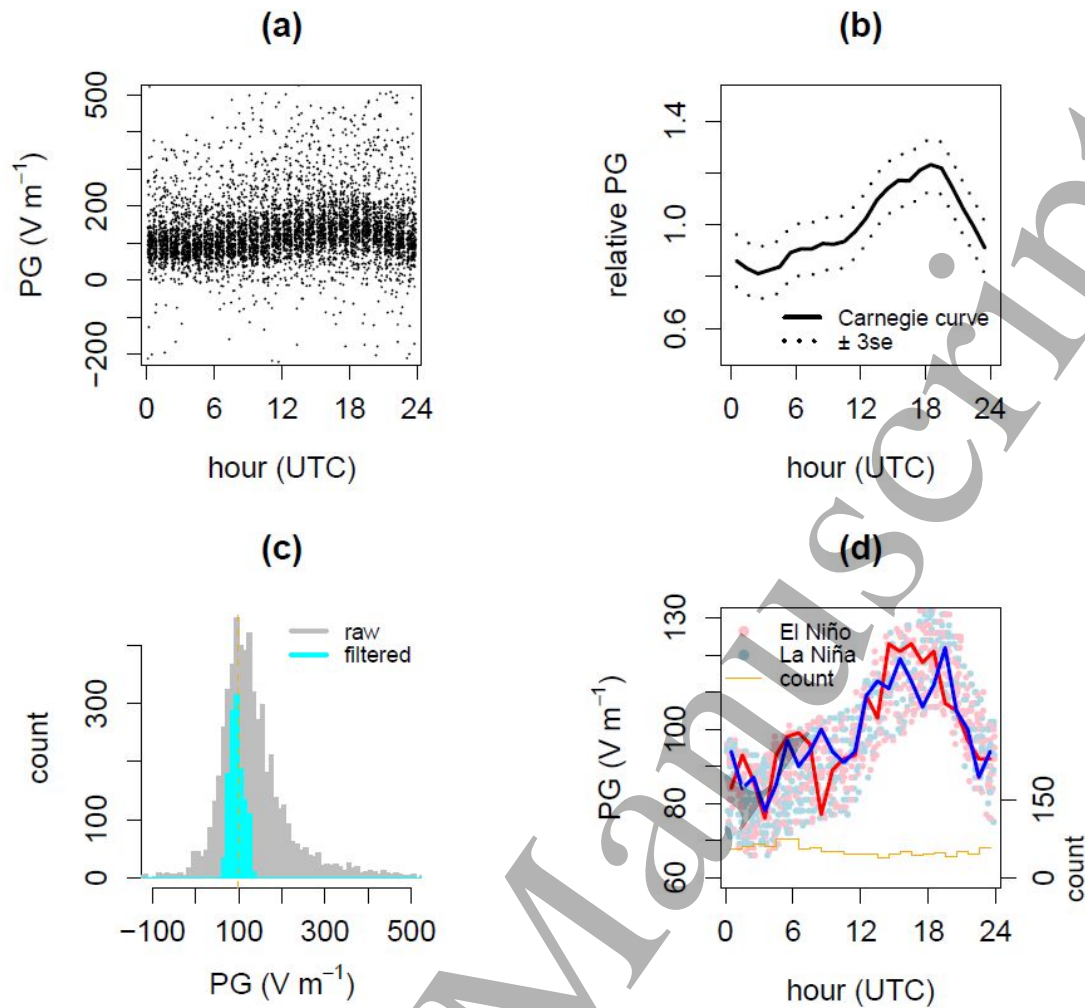 (a)
500
200
0
−200
PG (V m⁻¹)
0 6 12 18 24
hour (UTC)
(b)
1.4
1.0
0.6
relative PG
Carnegie curve
± 3se
0 6 12 18 24
hour (UTC)
(c)
300
100
0
count
raw
filtered
−100 100 300 500
PG (V m⁻¹)
(d)
130
100
80
60
PG (V m⁻¹)
El Niño
La Niña
count
150
0
count
0 6 12 18 24
hour (UTC)
Manuscrip